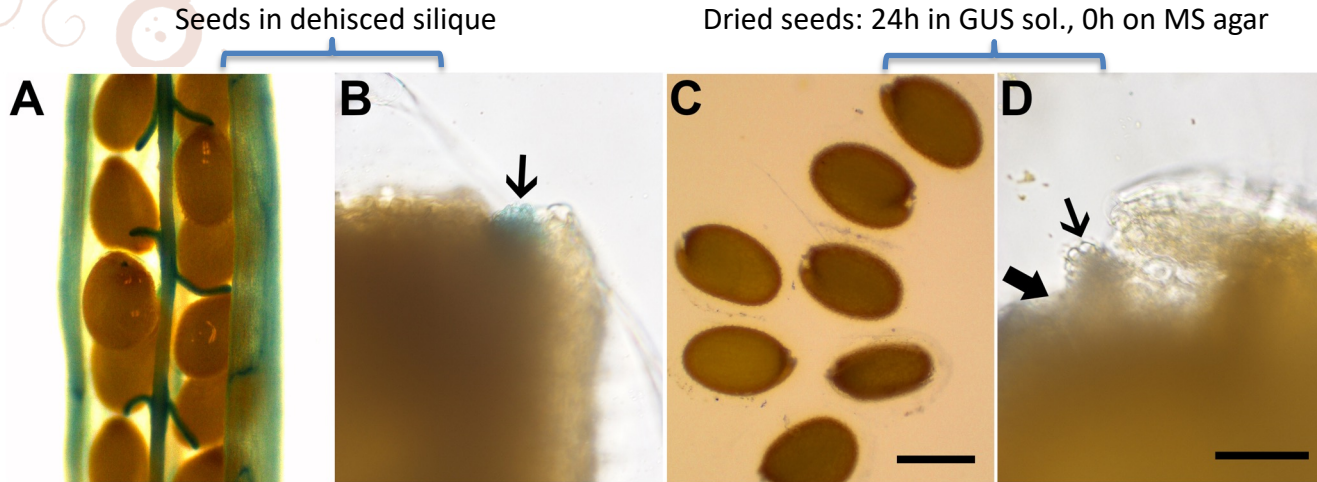 Seeds in dehisced silique
Dried seeds: 24h in GUS sol., 0h on MS agar
A
B
C
D